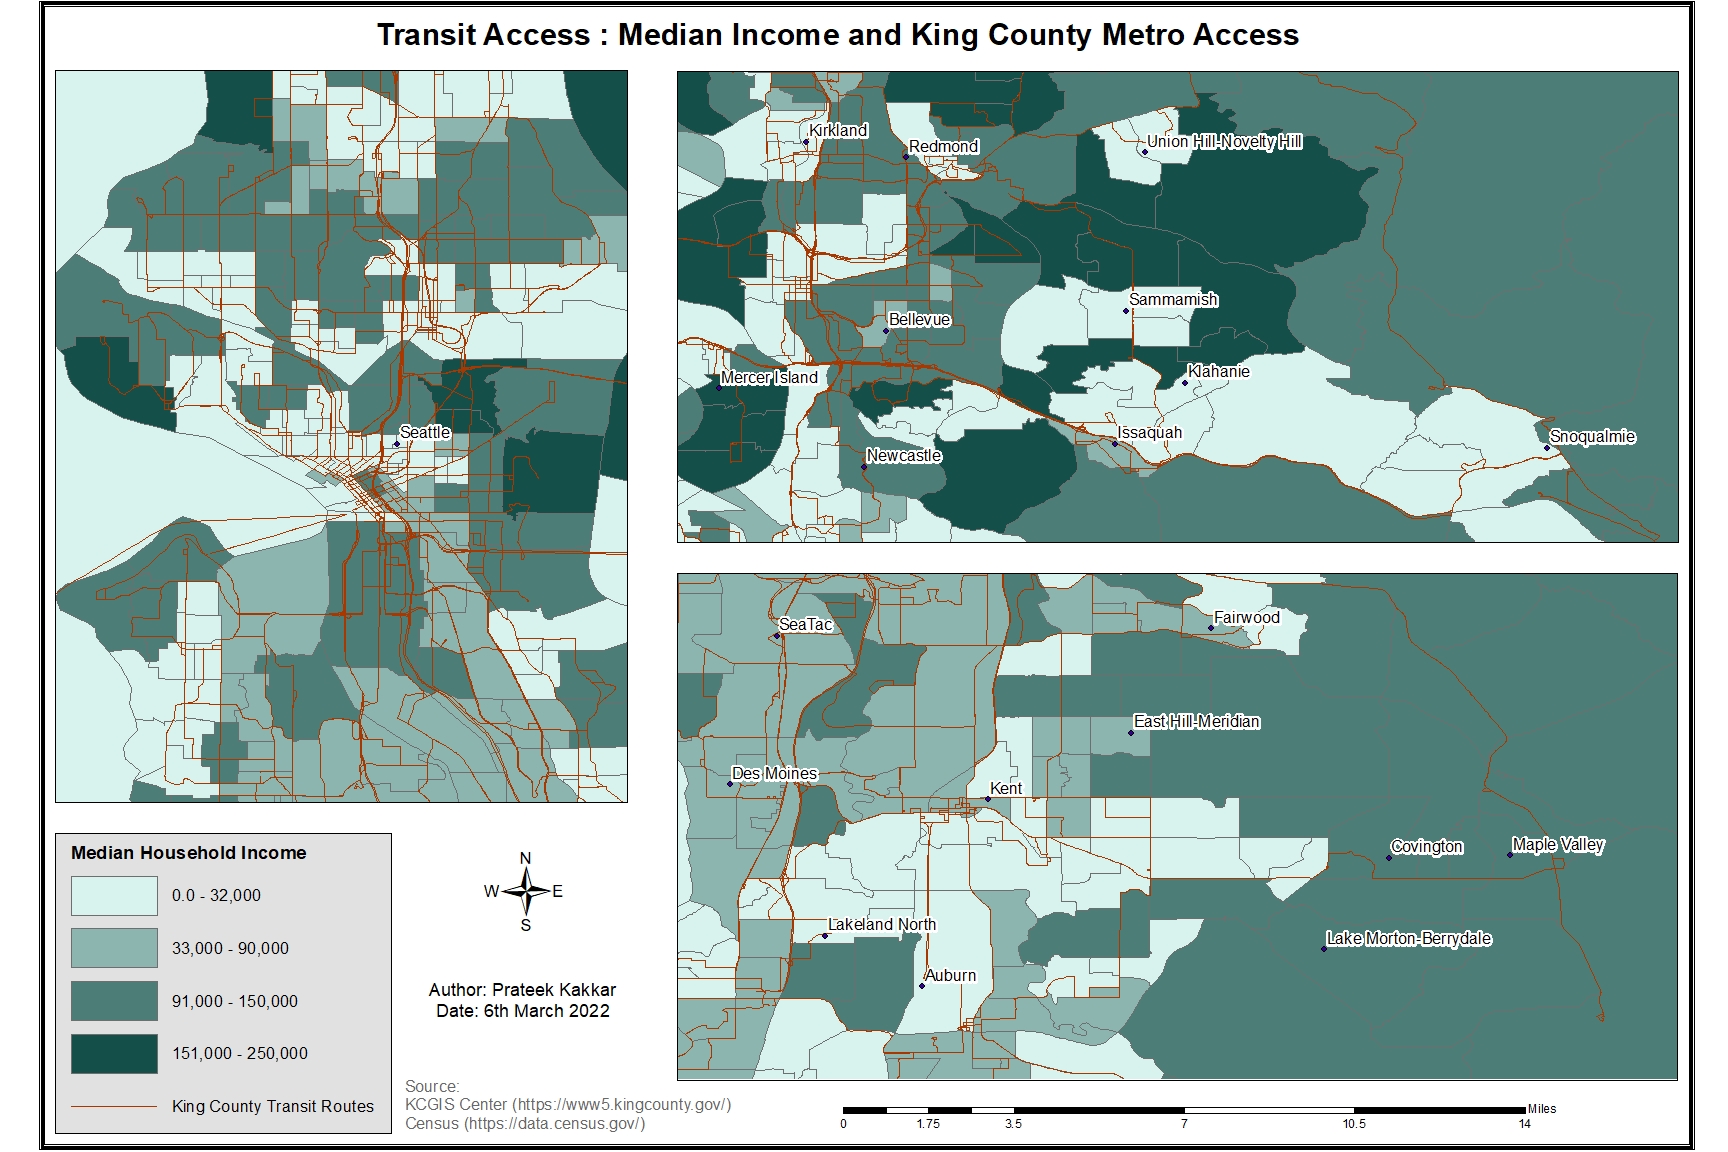 Transit Access : Median Income and King County Metro Access
Seattle
Kirkland
Redmond
Union Hill-Novelty Hill
Sammamish
Bellevue
Mercer Island
Klahanie
Issaquah
Snoqualmie
Newcastle
SeaTac
Fairwood
East Hill-Meridian
Des Moines
Kent
Covington
Maple Valley
Lakeland North
Lake Morton-Berrydale
Auburn
Median Household Income
0.0 - 32,000
33,000 - 90,000
91,000 - 150,000
151,000 - 250,000
King County Transit Routes
N
W E
S
Author: Prateek Kakkar
Date: 6th March 2022
Source:
KCGIS Center (https://www5.kingcounty.gov/)
Census (https://data.census.gov/)
Miles
0 1.75 3.5 7 10.5 14